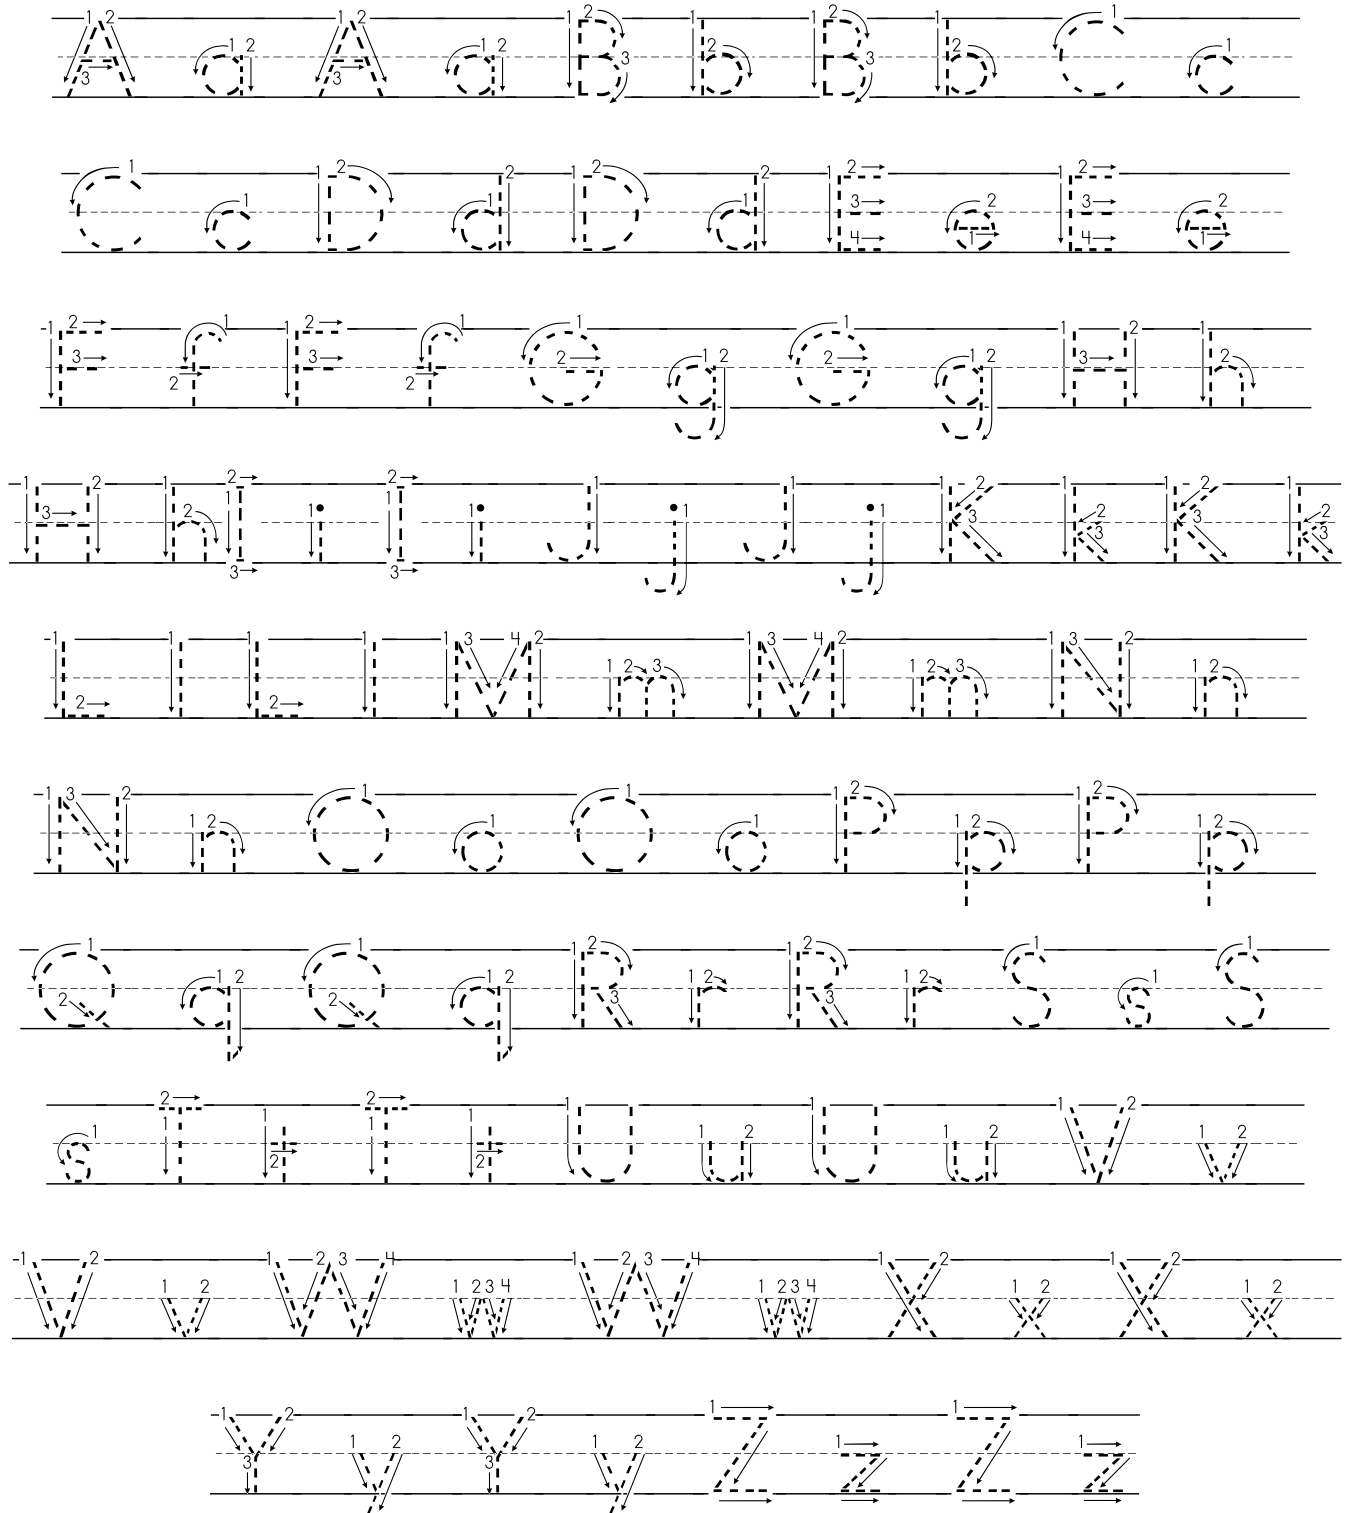 A a A a B b B b C c
C c D d D d E e E e
F f F f G g G g H h
H h I i I i J j J j K k K k
L l L l M m M m N n
N n O o O o P p P p
Q q Q q R r R r S s S
s T t T t U u U u V v
V v W w W w X x X x
Y y Y y Z z Z z